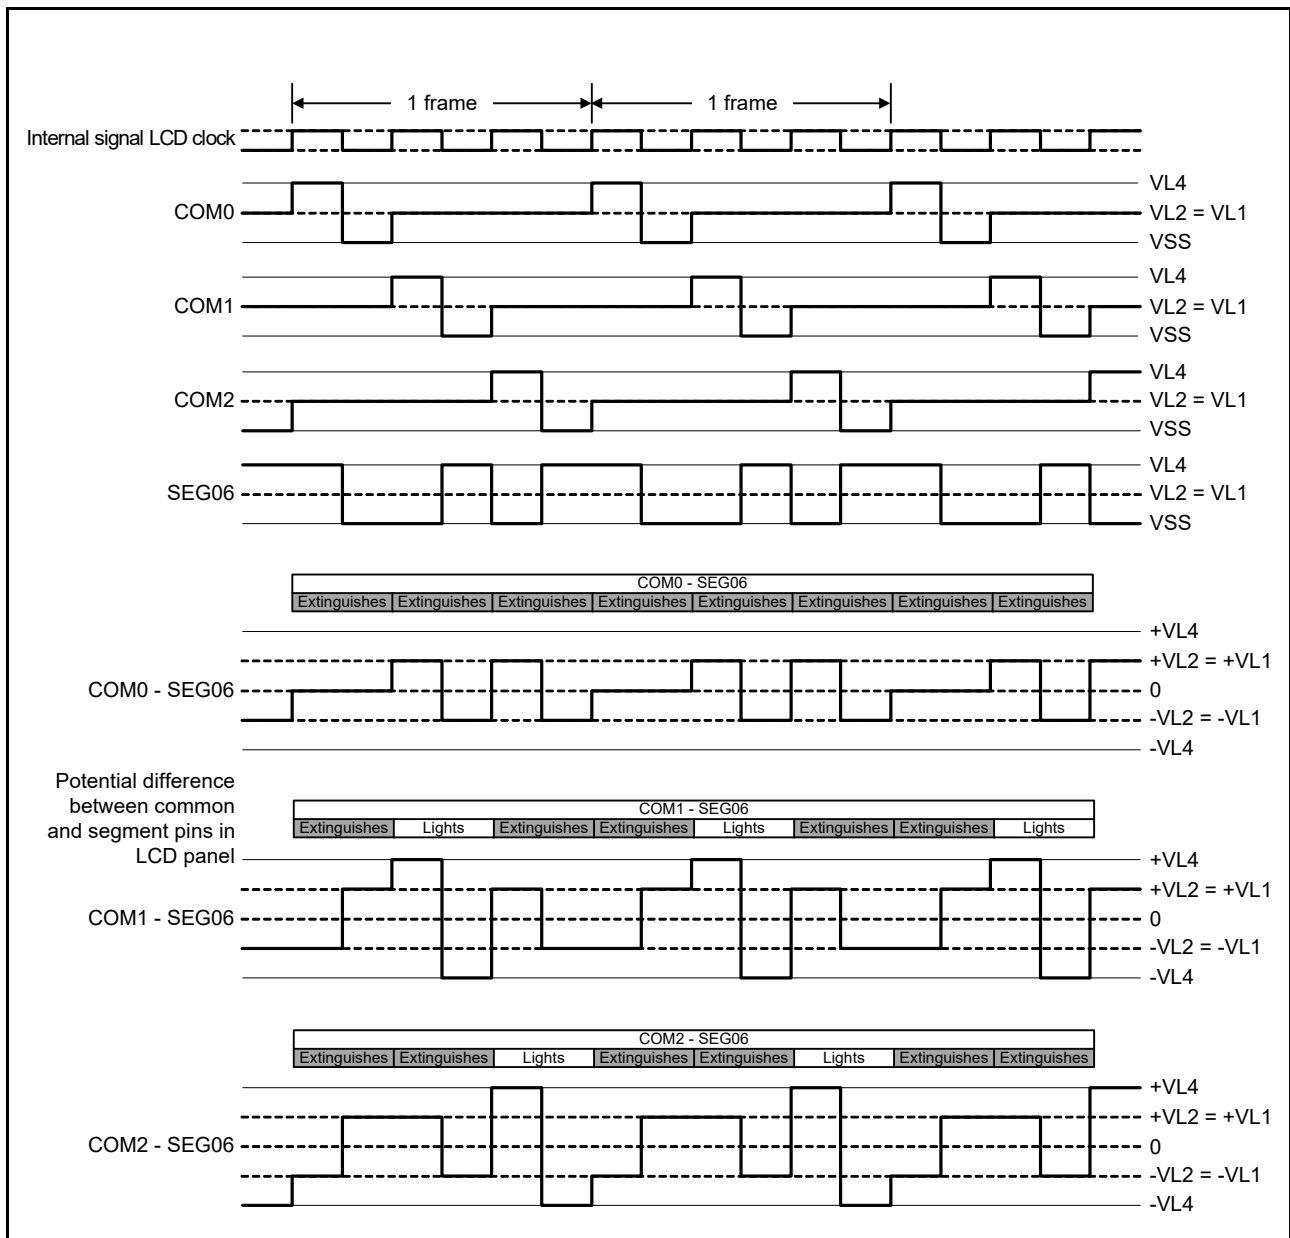 1 frame
1 frame
Internal signal LCD clock
COM0
VL4
VL2 = VL1
VSS
COM1
VL4
VL2 = VL1
VSS
COM2
VL4
VL2 = VL1
VSS
SEG06
VL4
VL2 = VL1
VSS
COM0 - SEG06
Extinguishes Extinguishes Extinguishes Extinguishes Extinguishes Extinguishes Extinguishes Extinguishes
COM0 - SEG06
+VL4
+VL2 = +VL1
0
-VL2 = -VL1
-VL4
Potential difference
between common
and segment pins in
LCD panel
COM1 - SEG06
Extinguishes Lights Extinguishes Extinguishes Lights Extinguishes Extinguishes Lights
COM1 - SEG06
+VL4
+VL2 = +VL1
0
-VL2 = -VL1
-VL4
COM2 - SEG06
Extinguishes Extinguishes Lights Extinguishes Extinguishes Lights Extinguishes Extinguishes
COM2 - SEG06
+VL4
+VL2 = +VL1
0
-VL2 = -VL1
-VL4